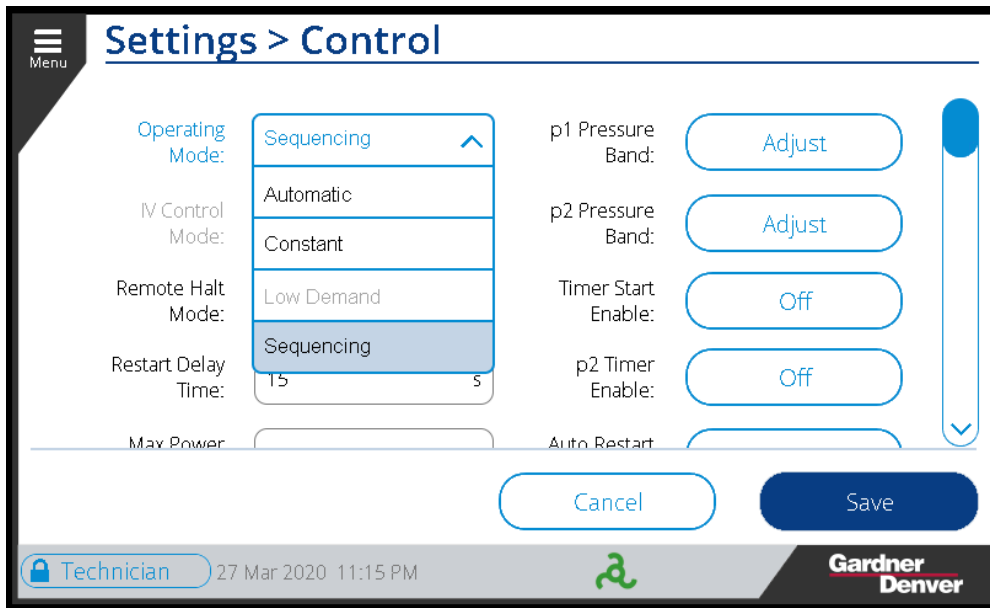 Menu
Settings > Control
Operating
Mode:
Sequencing
Automatic
Constant
Low Demand
Sequencing
IV Control
Mode:
Remote Halt
Mode:
Restart Delay
Time:
15 s
Max Power
p1 Pressure
Band:
Adjust
p2 Pressure
Band:
Adjust
Timer Start
Enable:
Off
p2 Timer
Enable:
Off
Auto Restart
Cancel
Save
Technician
27 Mar 2020 11:15 PM
Gardner
Denver